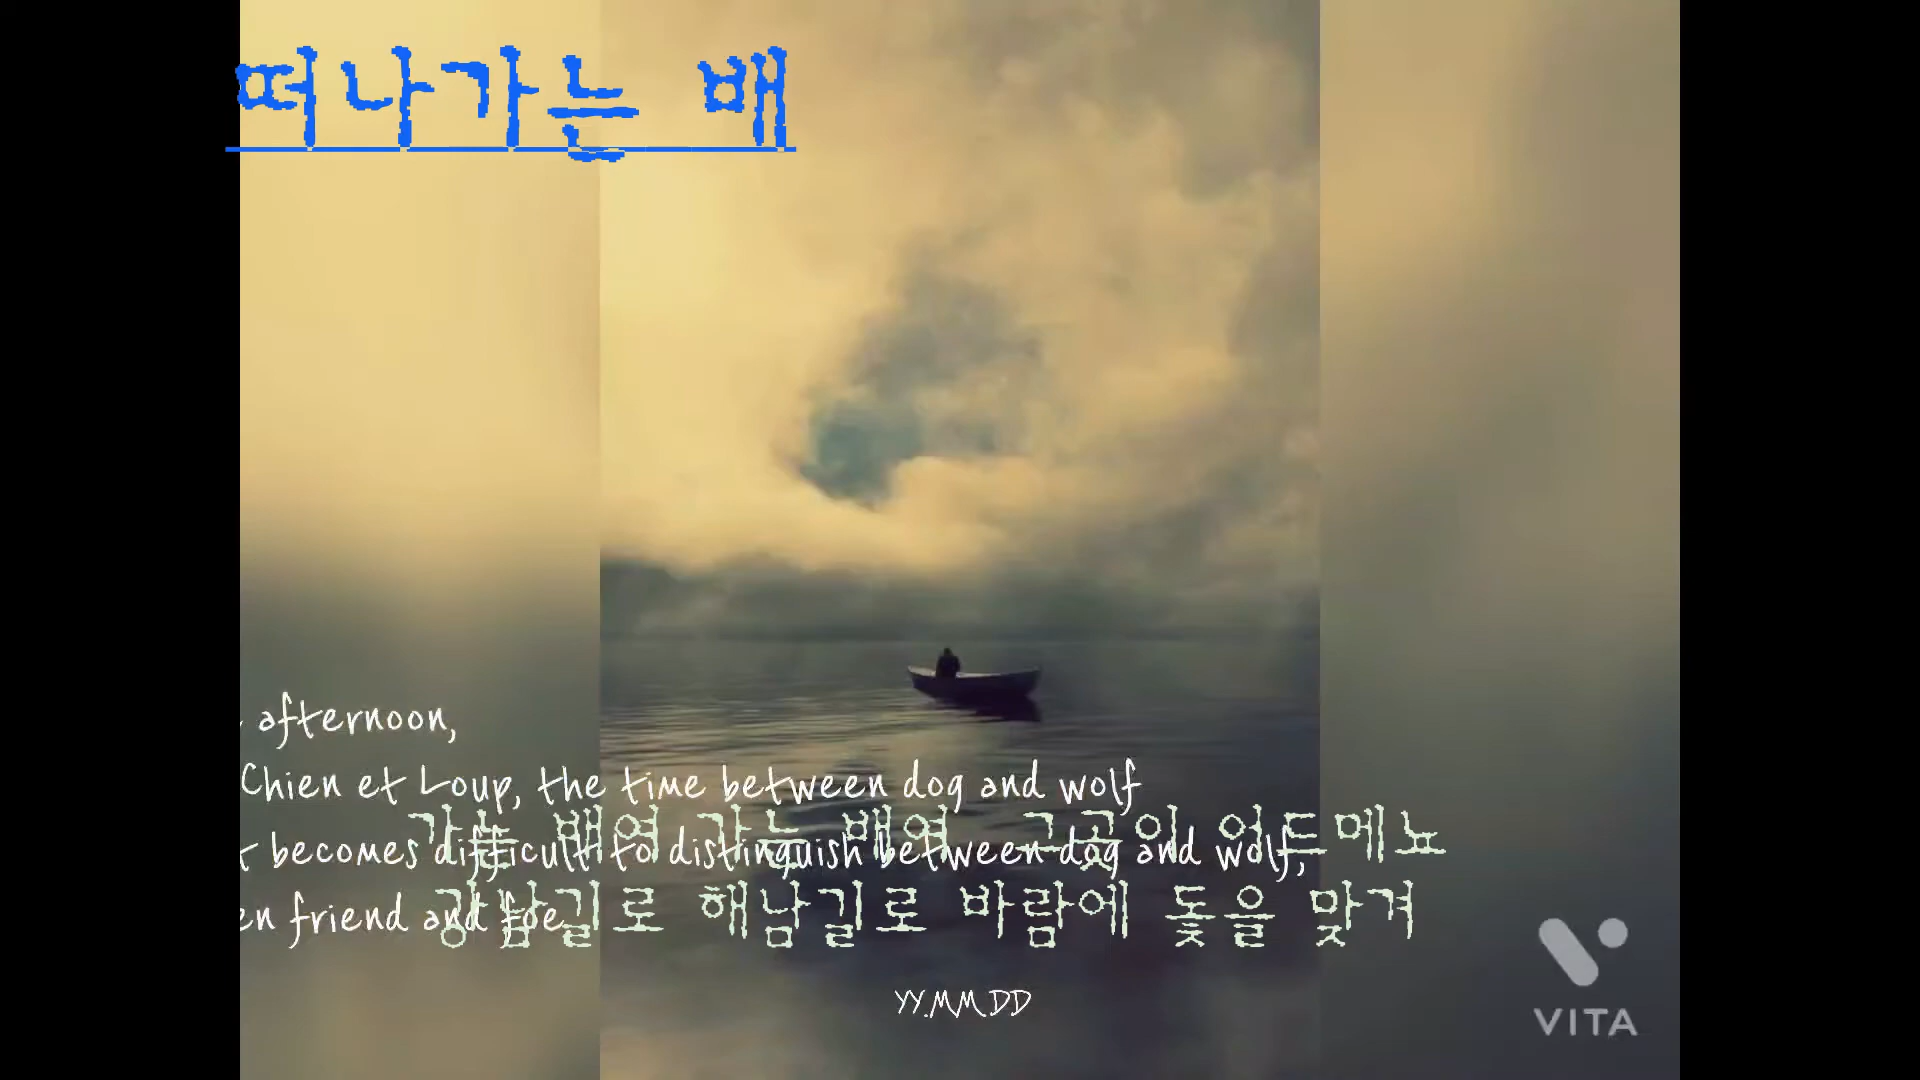 떠나가는 배
afternoon,
Chien et Loup, the time between dog and wolf
가는 배여 가는 배여 그곳이 어드메뇨
t becomes difficult to distinguish between dog and wolf,
강남길로 해남길로 바람에 돛을 맞겨
en friend and foe
YY.MM.DD
VITA